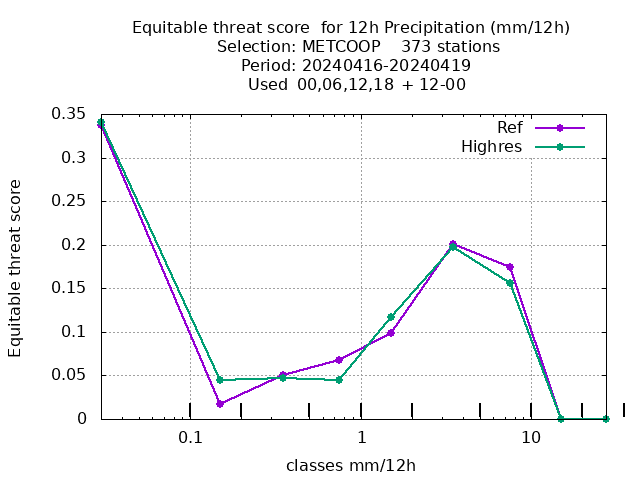 Equitable threat score  for 12h Precipitation (mm/12h)
Selection: METCOOP    373 stations
Period: 20240416-20240419
Used  00,06,12,18 + 12-00
Equitable threat score
0.35
0.3
0.25
0.2
0.15
0.1
0.05
0
Ref
Highres
0.1
1
10
classes mm/12h